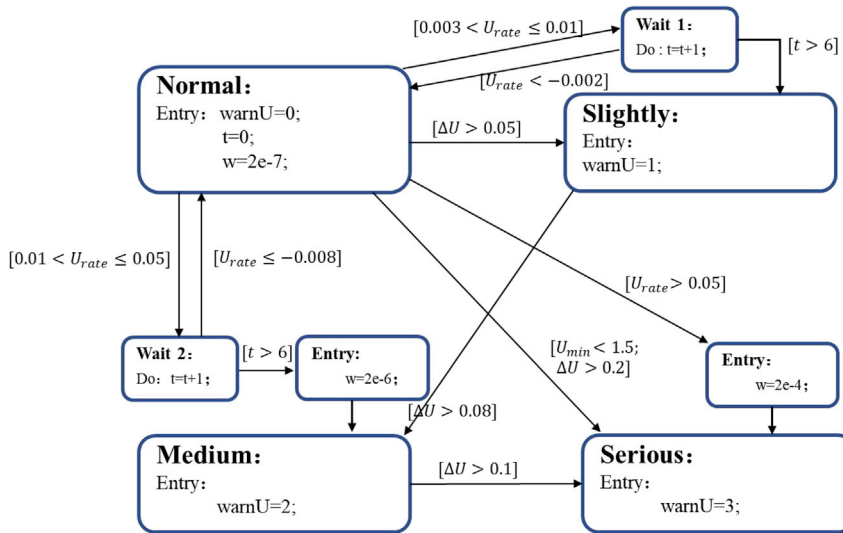 [0.003 < U_rate ≤ 0.01]
Wait 1：
Do : t=t+1；
[t > 6]
[U_rate < −0.002]
Normal：
Entry： warnU=0;
t=0;
w=2e-7;
[ΔU > 0.05]
Slightly：
Entry：
warnU=1;
[0.01 < U_rate ≤ 0.05]
[U_rate ≤ −0.008]
[U_rate > 0.05]
Wait 2：
Do： t=t+1；
[t > 6]
Entry:
w=2e-6；
[U_min < 1.5;
ΔU > 0.2]
Entry:
w=2e-4；
[ΔU > 0.08]
Medium：
Entry：
warnU=2;
[ΔU > 0.1]
Serious：
Entry：
warnU=3;